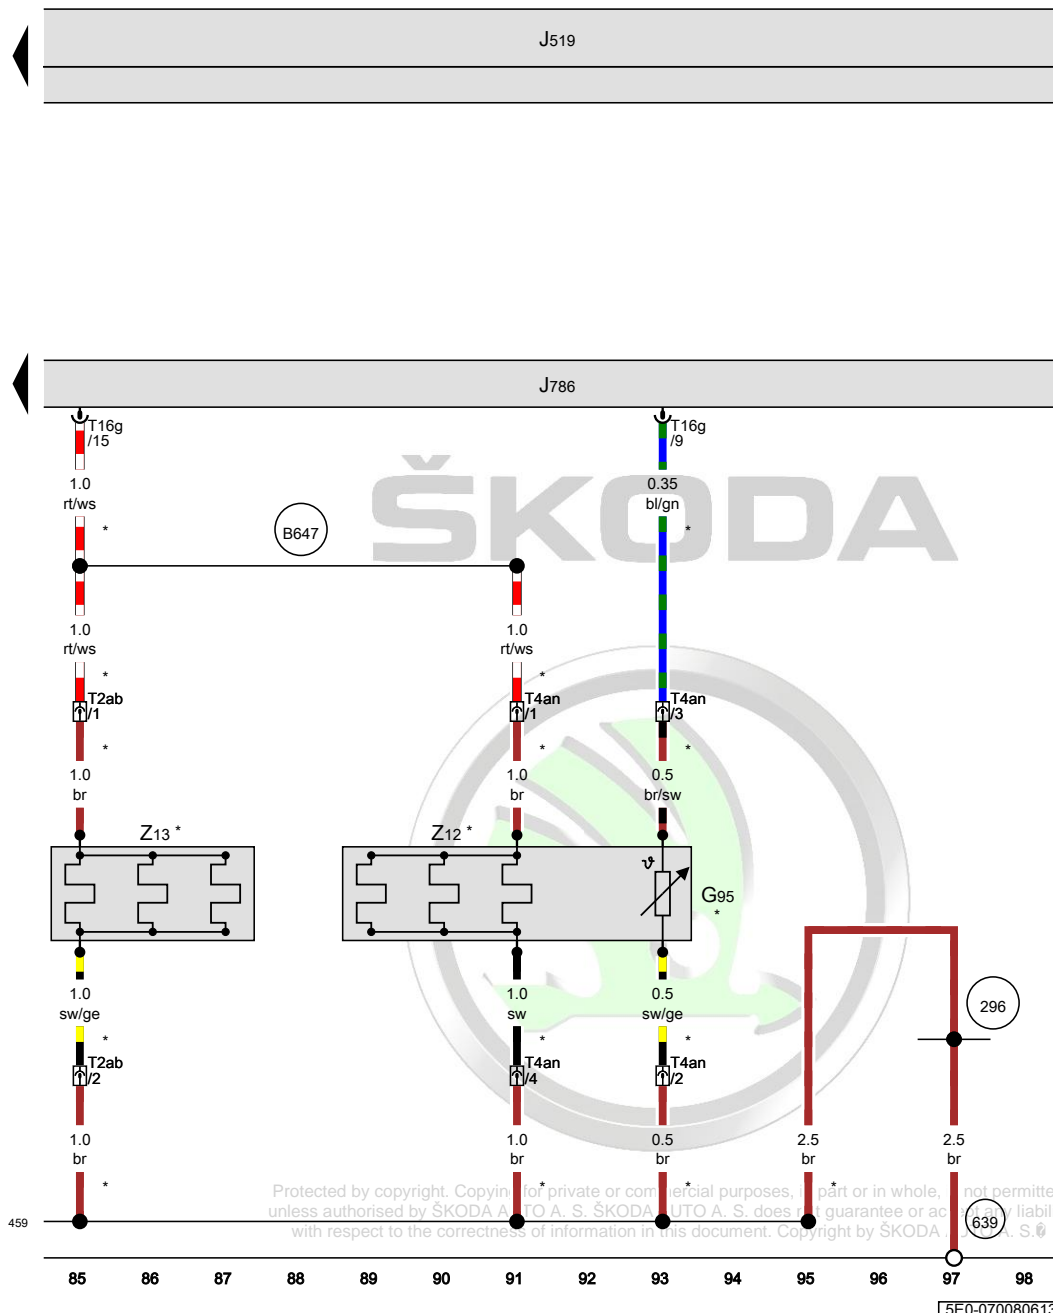 J519
J786
T16g
/15
T16g
/9
ŠKODA
1.0
rt/ws
*
0.35
bl/gn
*
B647
1.0
rt/ws
*
1.0
rt/ws
*
T2ab
/1
T4an
/1
T4an
/3
*
*
*
1.0
br
1.0
br
0.5
br/sw
Z13 *
Z12 *
ϑ
G95
*
1.0
sw/ge
1.0
sw
0.5
sw/ge
296
*
*
*
T2ab
/2
T4an
/4
T4an
/2
1.0
br
1.0
br
0.5
br
2.5
br
2.5
br
*
*
*
*
Protected by copyright. Copying for private or commercial purposes, in part or in whole, is not permitte
unless authorised by ŠKODA AUTO A. S. ŠKODA AUTO A. S. does not guarantee or accept any liabil
with respect to the correctness of information in this document. Copyright by ŠKODA AUTO A. S.
459
639
85 86 87 88 89 90 91 92 93 94 95 96 97 98
5E0-070080613